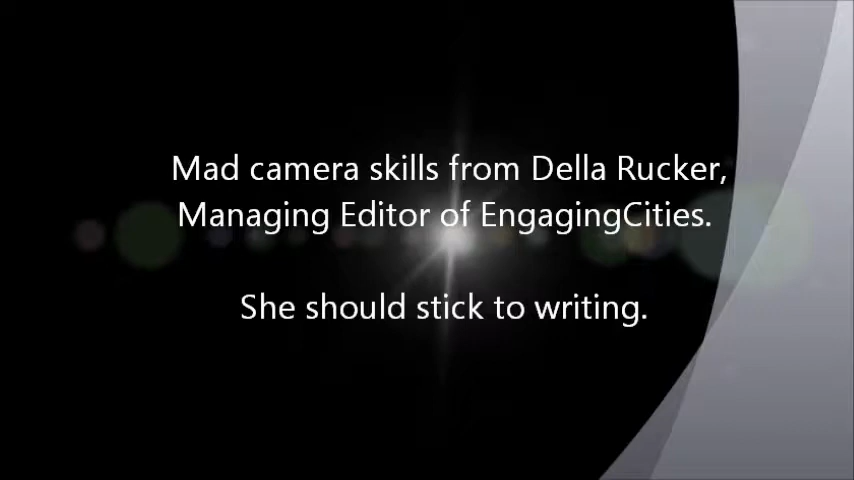 Mad camera skills from Della Rucker,
Managing Editor of EngagingCities.
She should stick to writing.